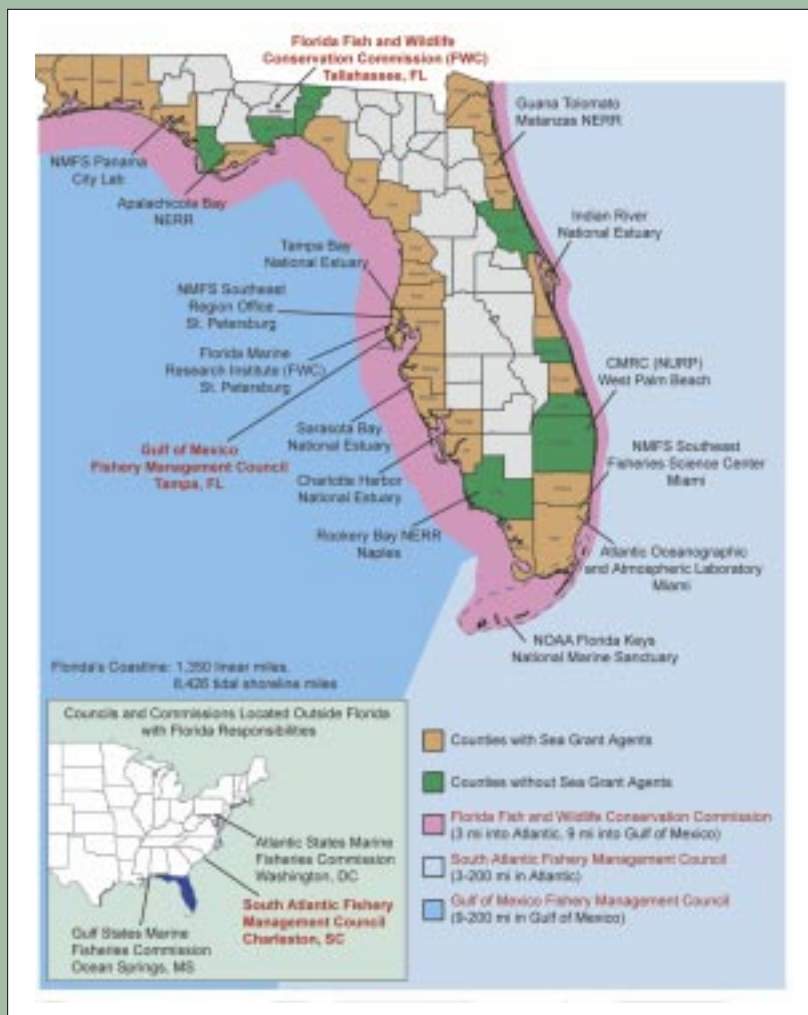 Florida Fish and Wildlife
Conservation Commission (FWC)
Tallahassee, FL
Guana Tolomato
Matanzas NERR
NMFS Panama
City Lab
Apalachicola Bay
NERR
Indian River
National Estuary
Tampa Bay
National Estuary
NMFS Southeast
Region Office
St. Petersburg
Florida Marine
Research Institute (FWC)
St. Petersburg
CMRC (NURP)
West Palm Beach
Sarasota Bay
National Estuary
Gulf of Mexico
Fishery Management Council
Tampa, FL
NMFS Southeast
Fisheries Science Center
Miami
Charlotte Harbor
National Estuary
Rookery Bay NERR
Naples
Atlantic Oceanographic
and Atmospheric Laboratory
Miami
NOAA Florida Keys
National Marine Sanctuary
Florida's Coastline: 1,350 linear miles,
8,426 tidal shoreline miles
Councils and Commissions Located Outside Florida
with Florida Responsibilities
Atlantic States Marine
Fisheries Commission
Washington, DC
South Atlantic Fishery
Management Council
Charleston, SC
Gulf States Marine
Fisheries Commission
Ocean Springs, MS
Counties with Sea Grant Agents
Counties without Sea Grant Agents
Florida Fish and Wildlife Conservation Commission
(3 mi into Atlantic, 9 mi into Gulf of Mexico)
South Atlantic Fishery Management Council
(3-200 mi in Atlantic)
Gulf of Mexico Fishery Management Council
(9-200 mi in Gulf of Mexico)